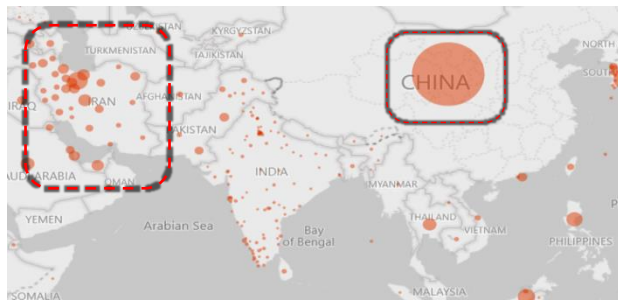 KYRGYZSTAN
TURKMENISTAN
TAJIKISTAN
NORTH
SOUT
CHINA
IRAN
AFGHANISTAN
PAKISTAN
SAUDI ARABIA
OMAN
INDIA
MYANMAR
YEMEN
Arabian Sea
Bay
of Bengal
THAILAND
VIETNAM
PHILIPPINES
SOMALIA
MALAYSIA